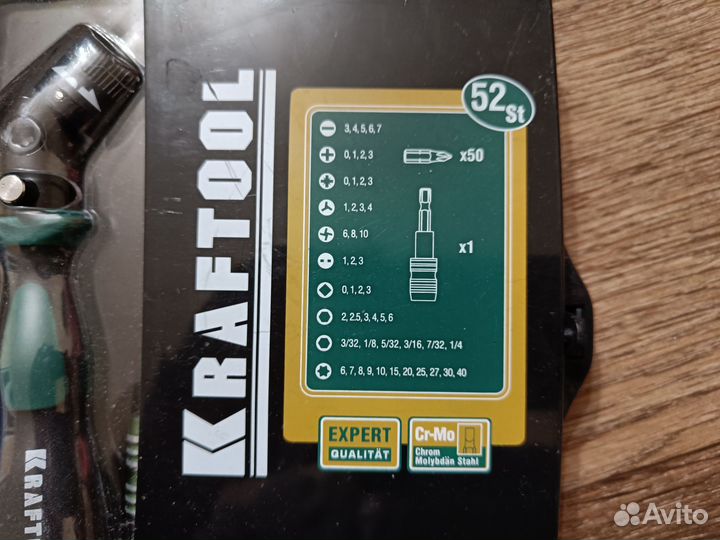 KRAFTOOL
52 St
3, 4, 5, 6, 7
0, 1, 2, 3
0, 1, 2, 3
1, 2, 3, 4
6, 8, 10
1, 2, 3
0, 1, 2, 3
2, 2.5, 3, 4, 5, 6
3/32, 1/8, 5/32, 3/16, 7/32, 1/4
6, 7, 8, 9, 10, 15, 20, 25, 27, 30, 40
x50
x1
EXPERT
QUALITÄT
Cr-Mo
Chrom
Molybdän Stahl
KRAFT
Avito